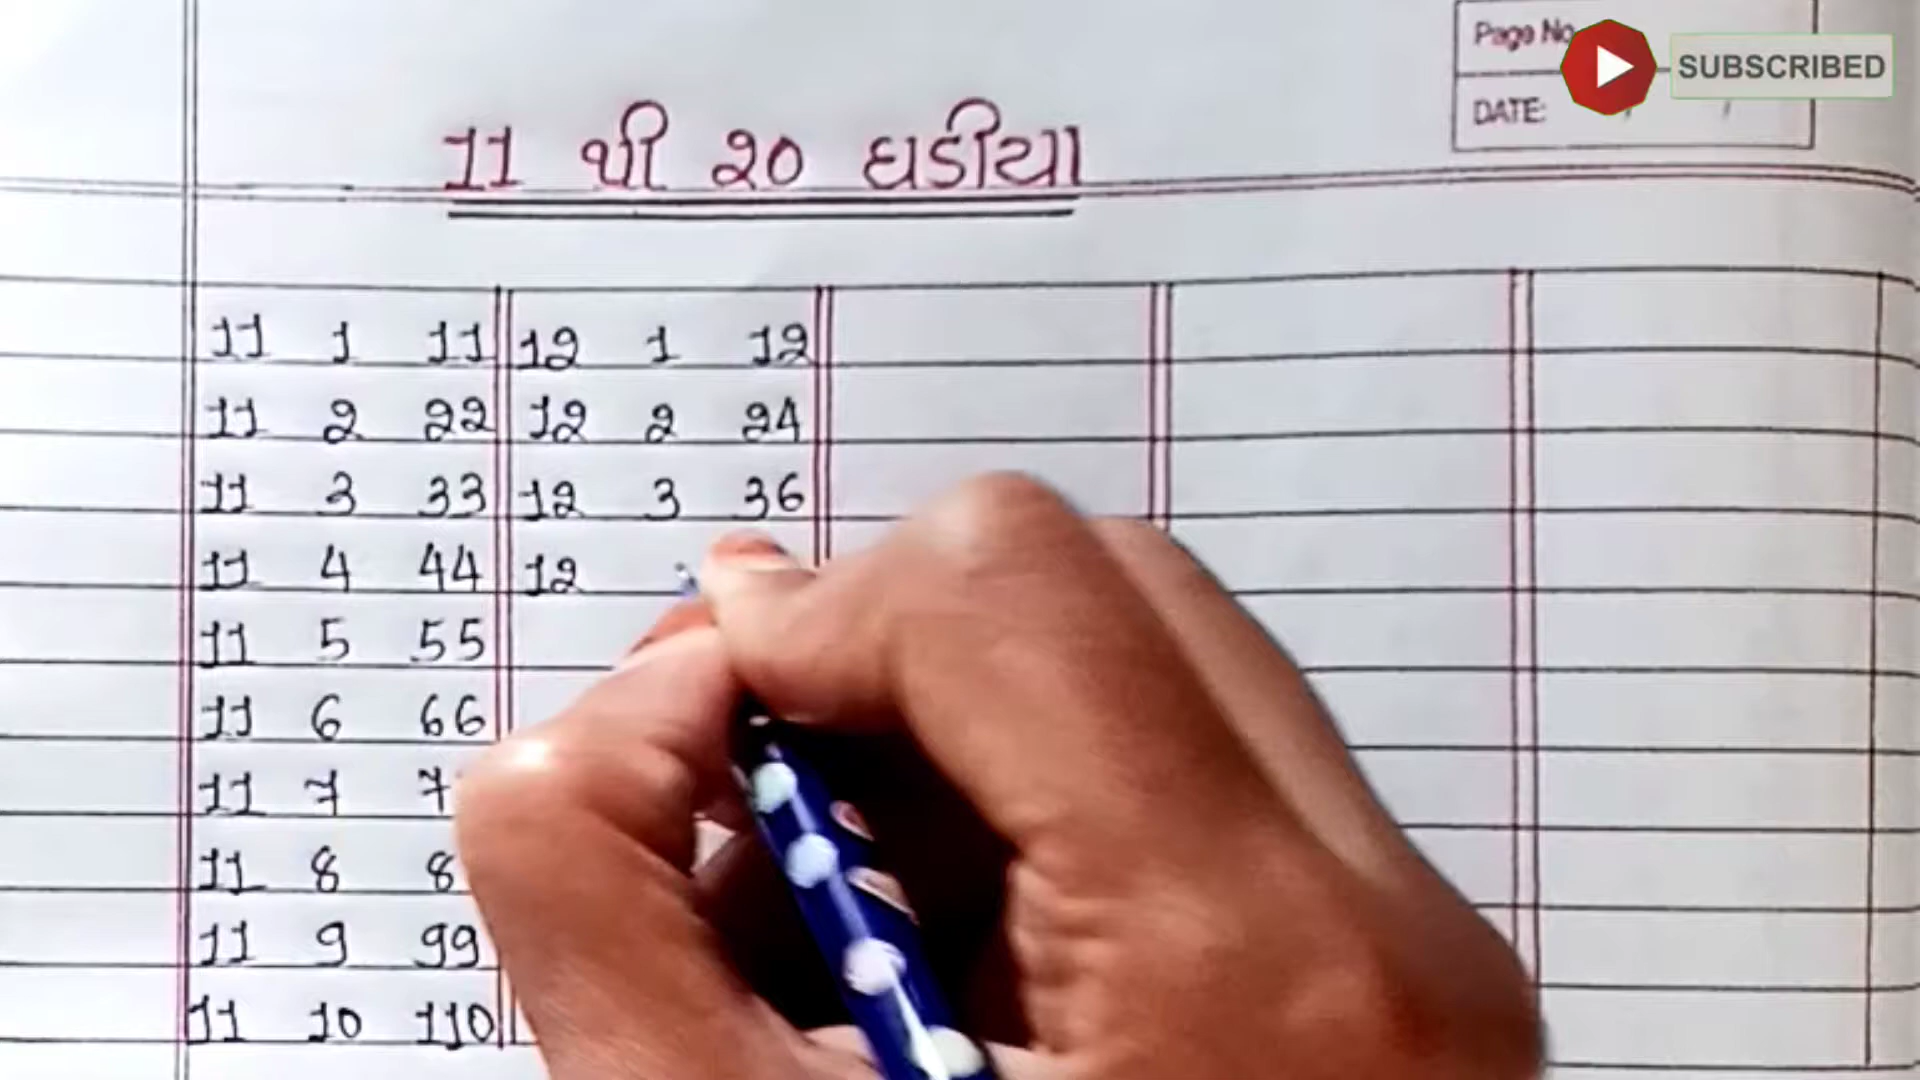 Page No
SUBSCRIBED
DATE: / /
11 થી 20 ઘડીયા
11 1 11 12 1 12
11 2 22 12 2 24
11 3 33 12 3 36
11 4 44 12
11 5 55
11 6 66
11 7 7
11 8 8
11 9 99
11 10 110